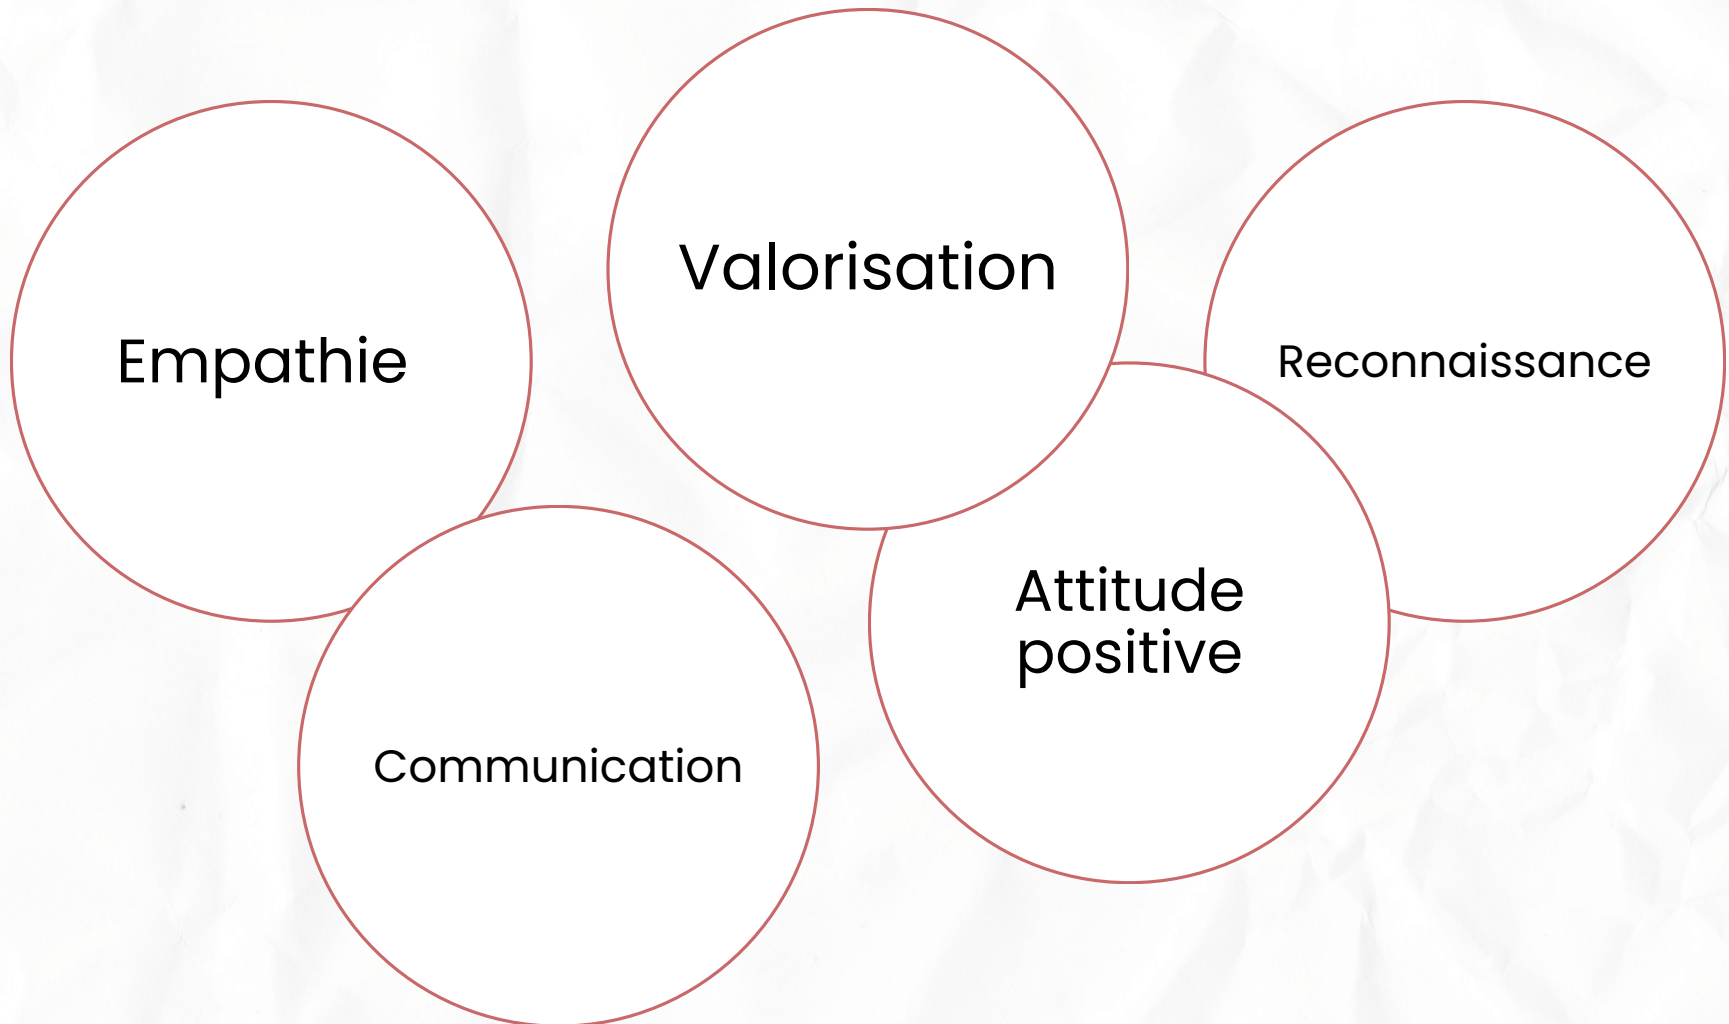 Valorisation
Empathie
Reconnaissance
Attitude
positive
Communication